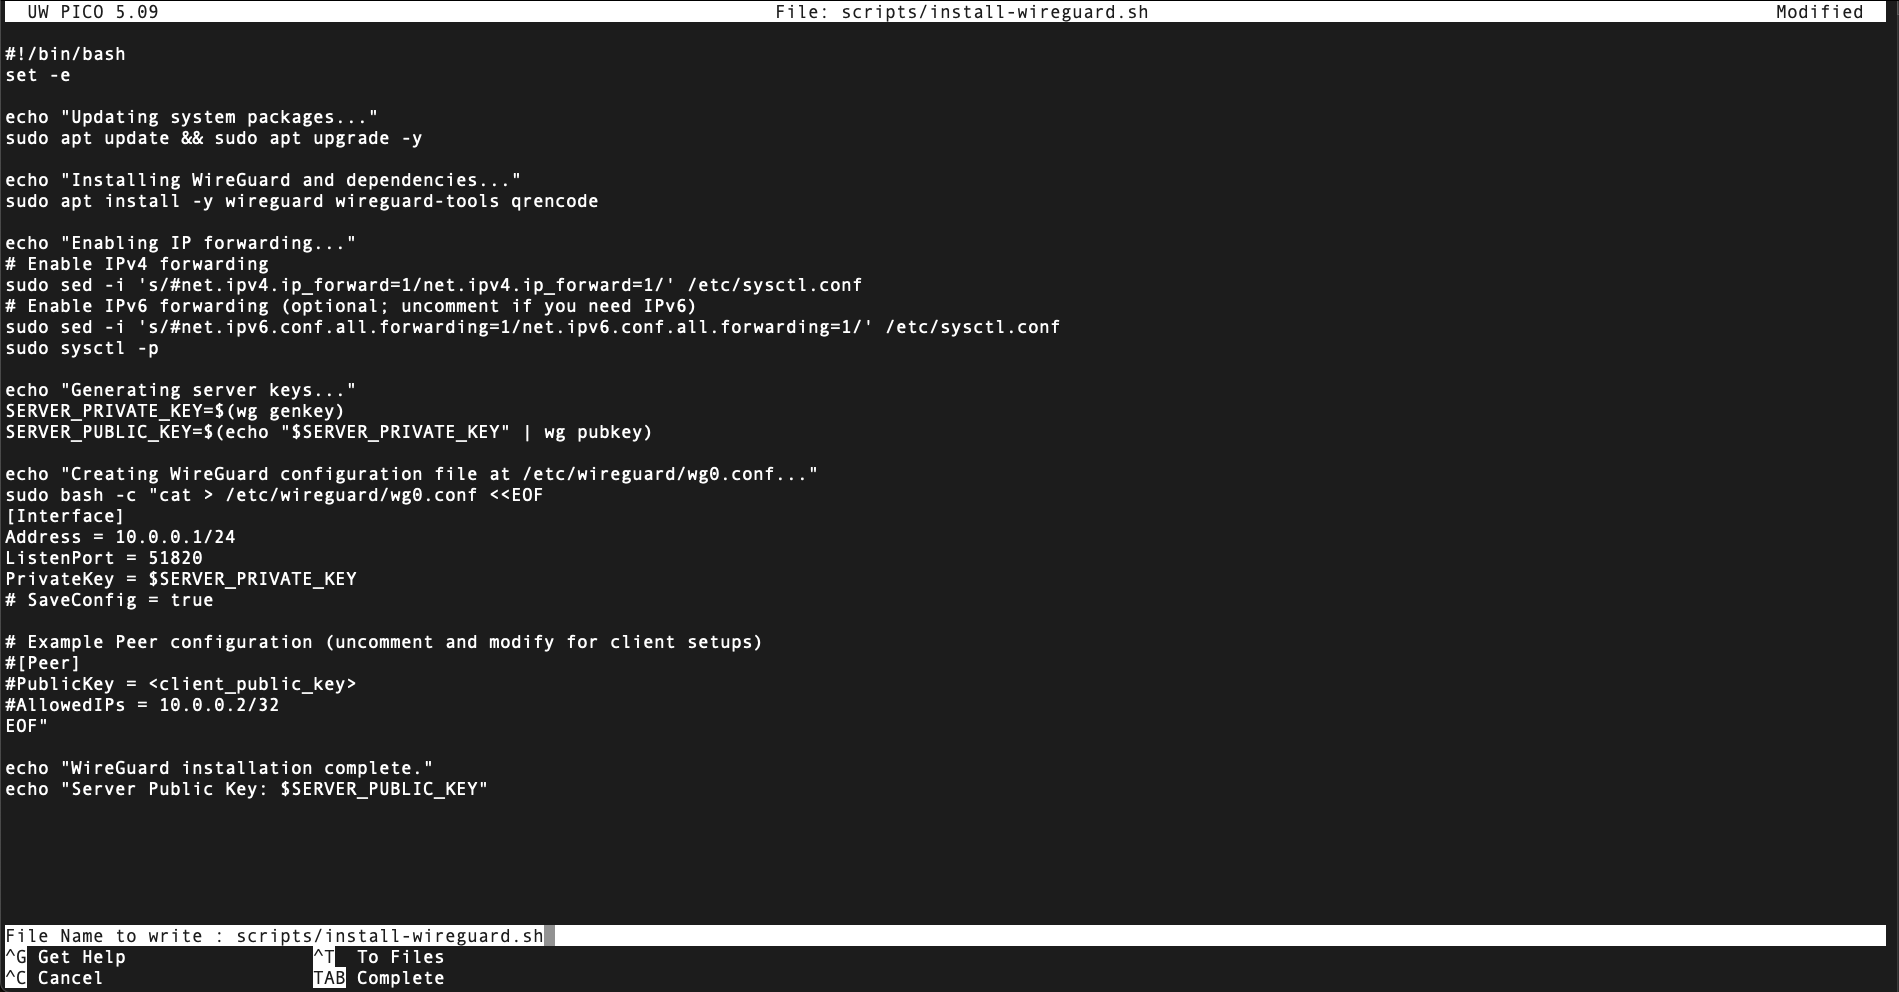 UW PICO 5.09 File: scripts/install-wireguard.sh Modified
#!/bin/bash
set -e
echo "Updating system packages..."
sudo apt update && sudo apt upgrade -y
echo "Installing WireGuard and dependencies..."
sudo apt install -y wireguard wireguard-tools qrencode
echo "Enabling IP forwarding..."
# Enable IPv4 forwarding
sudo sed -i 's/#net.ipv4.ip_forward=1/net.ipv4.ip_forward=1/' /etc/sysctl.conf
# Enable IPv6 forwarding (optional; uncomment if you need IPv6)
sudo sed -i 's/#net.ipv6.conf.all.forwarding=1/net.ipv6.conf.all.forwarding=1/' /etc/sysctl.conf
sudo sysctl -p
echo "Generating server keys..."
SERVER_PRIVATE_KEY=$(wg genkey)
SERVER_PUBLIC_KEY=$(echo "$SERVER_PRIVATE_KEY" | wg pubkey)
echo "Creating WireGuard configuration file at /etc/wireguard/wg0.conf..."
sudo bash -c "cat > /etc/wireguard/wg0.conf <<EOF
[Interface]
Address = 10.0.0.1/24
ListenPort = 51820
PrivateKey = $SERVER_PRIVATE_KEY
# SaveConfig = true
# Example Peer configuration (uncomment and modify for client setups)
#[Peer]
#PublicKey = <client_public_key>
#AllowedIPs = 10.0.0.2/32
EOF"
echo "WireGuard installation complete."
echo "Server Public Key: $SERVER_PUBLIC_KEY"
File Name to write : scripts/install-wireguard.sh
^G Get Help ^T To Files
^C Cancel TAB Complete